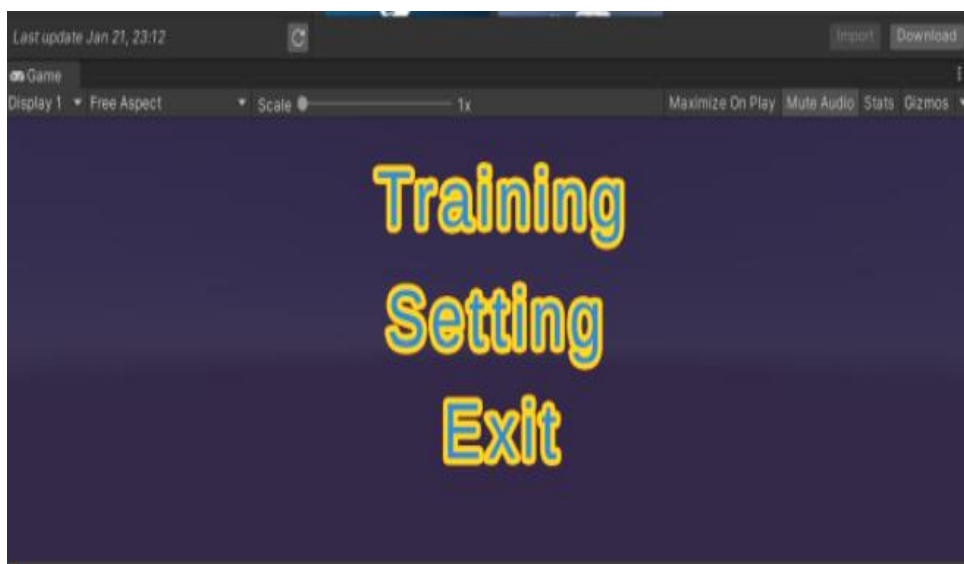 Last update Jan 21, 23:12 Import Download
Game
Display 1 Free Aspect Scale 1x Maximize On Play Mute Audio Stats Gizmos
Training
Setting
Exit